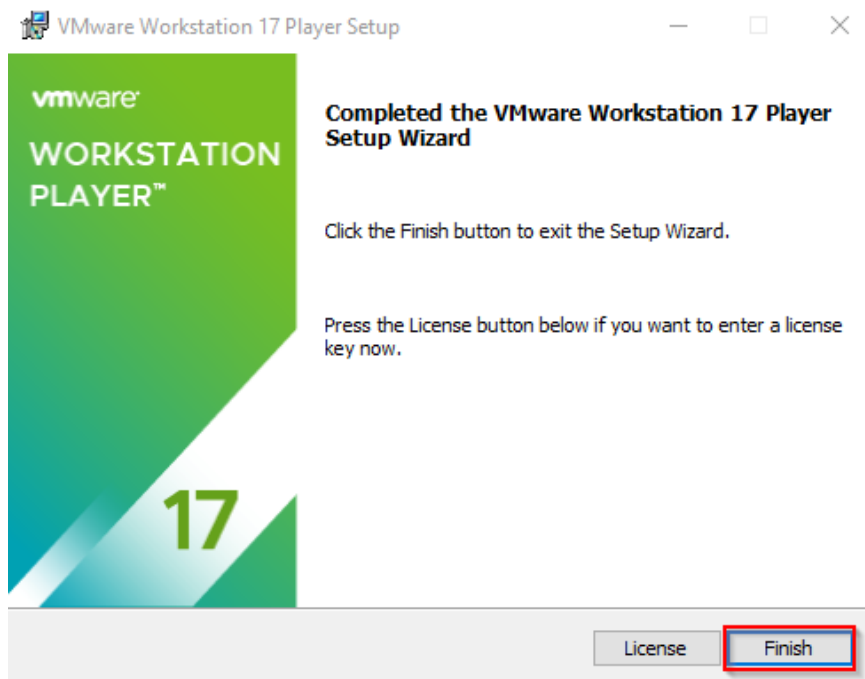 VMware Workstation 17 Player Setup
vmware
WORKSTATION
PLAYER™
17
Completed the VMware Workstation 17 Player
Setup Wizard
Click the Finish button to exit the Setup Wizard.
Press the License button below if you want to enter a license
key now.
License
Finish